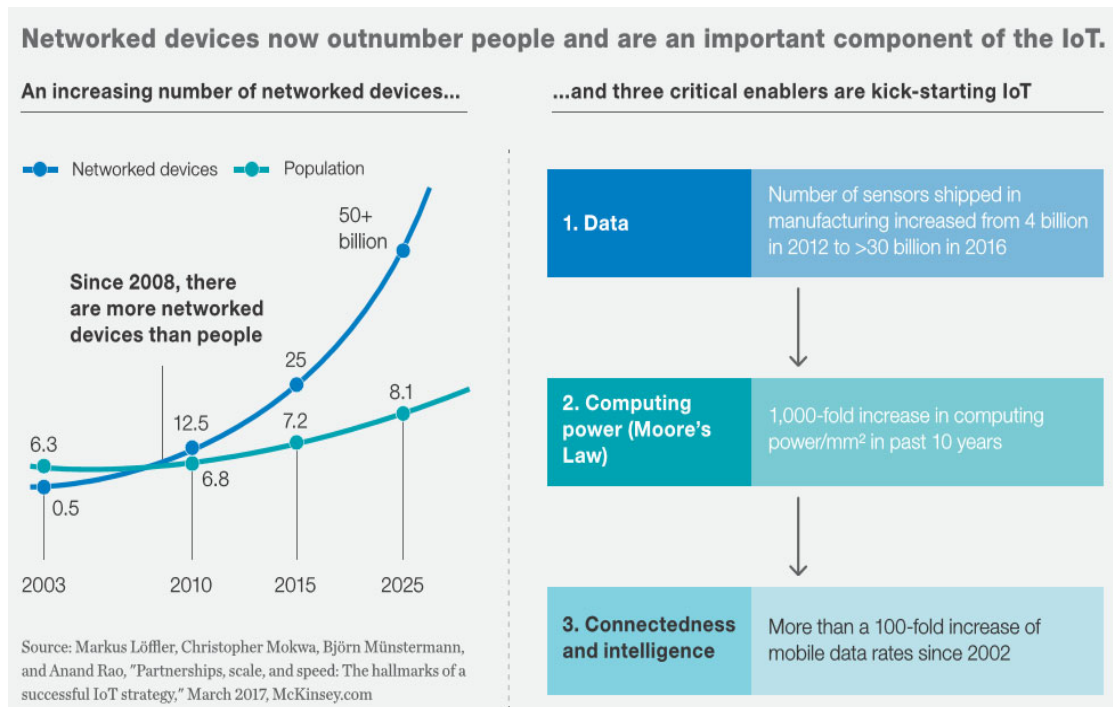 Networked devices now outnumber people and are an important component of the IoT.
An increasing number of networked devices...
Networked devices
Population
50+
billion
Since 2008, there
are more networked
devices than people
25
12.5
8.1
7.2
6.3
6.8
0.5
2003
2010
2015
2025
Source: Markus Löffler, Christopher Mokwa, Björn Münstermann,
and Anand Rao, "Partnerships, scale, and speed: The hallmarks of a
successful IoT strategy," March 2017, McKinsey.com
...and three critical enablers are kick-starting IoT
1. Data
Number of sensors shipped in
manufacturing increased from 4 billion
in 2012 to >30 billion in 2016
2. Computing
power (Moore's
Law)
1,000-fold increase in computing
power/mm² in past 10 years
3. Connectedness
and intelligence
More than a 100-fold increase of
mobile data rates since 2002